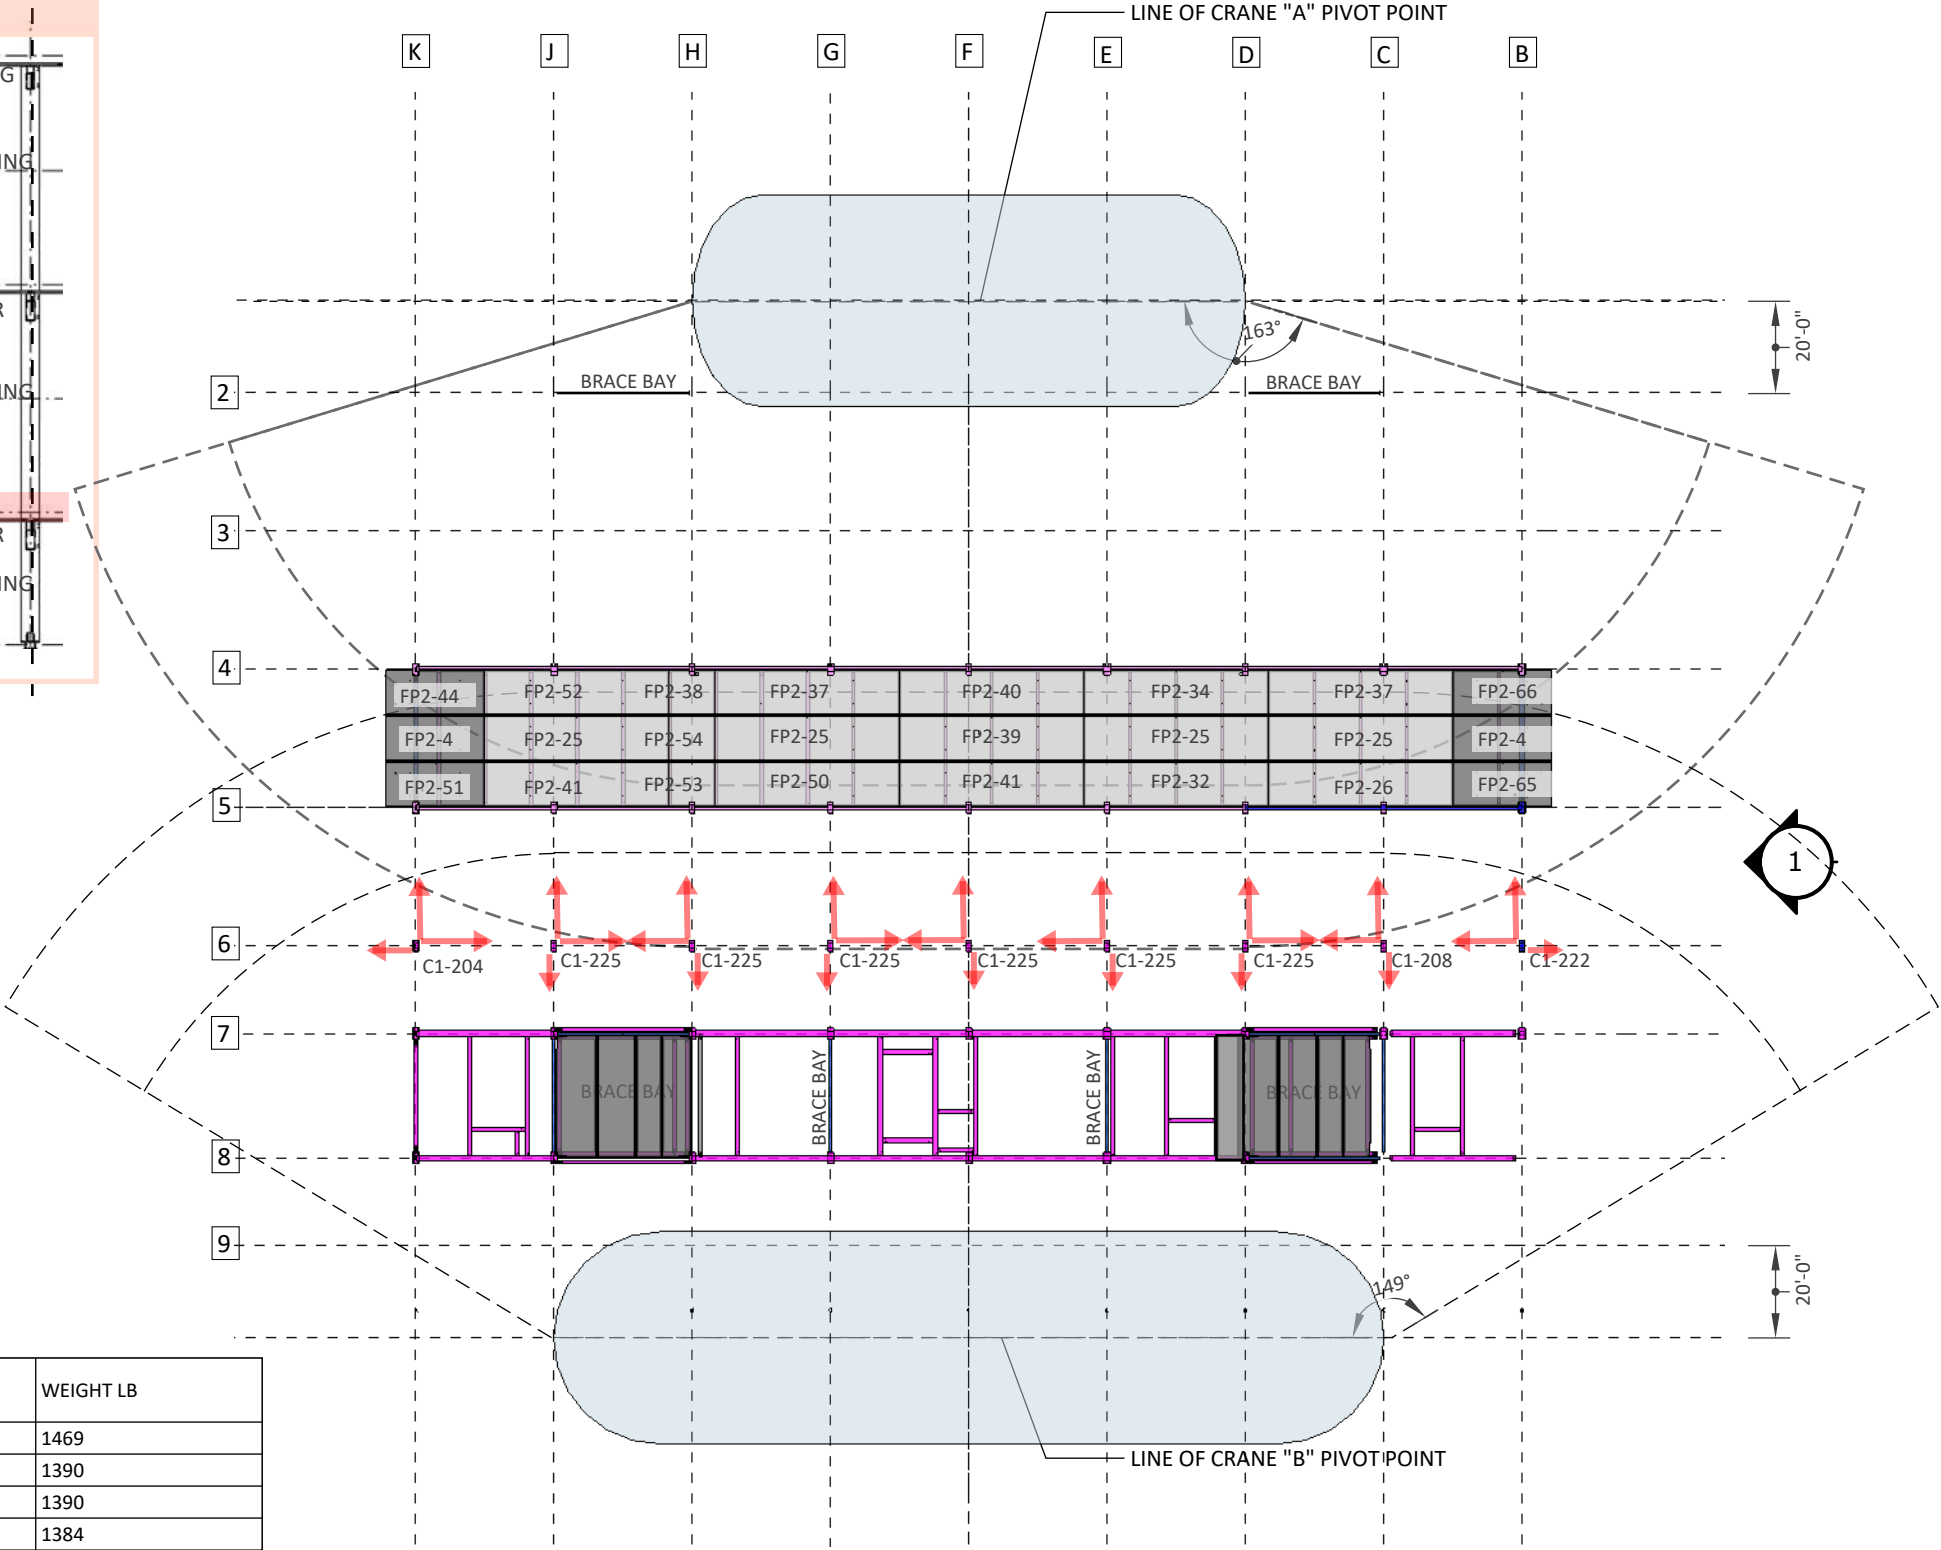 LINE OF CRANE "A" PIVOT POINT
K J H G F E D C B
G
ING
R
ING
R
ING
163°
20'-0"
2
BRACE BAY
BRACE BAY
3
4
FP2-44 FP2-52 FP2-38 FP2-37 FP2-40 FP2-34 FP2-37 FP2-66
FP2-4 FP2-25 FP2-54 FP2-25 FP2-39 FP2-25 FP2-25 FP2-4
FP2-51 FP2-41 FP2-53 FP2-50 FP2-41 FP2-32 FP2-26 FP2-65
5
1
6
C1-204 C1-225 C1-225 C1-225 C1-225 C1-225 C1-225 C1-208 C1-222
7
BRACE BAY
BRACE BAY
BRACE BAY
BRACE BAY
8
9
149°
20'-0"
LINE OF CRANE "B" PIVOT POINT
WEIGHT LB
1469
1390
1390
1384